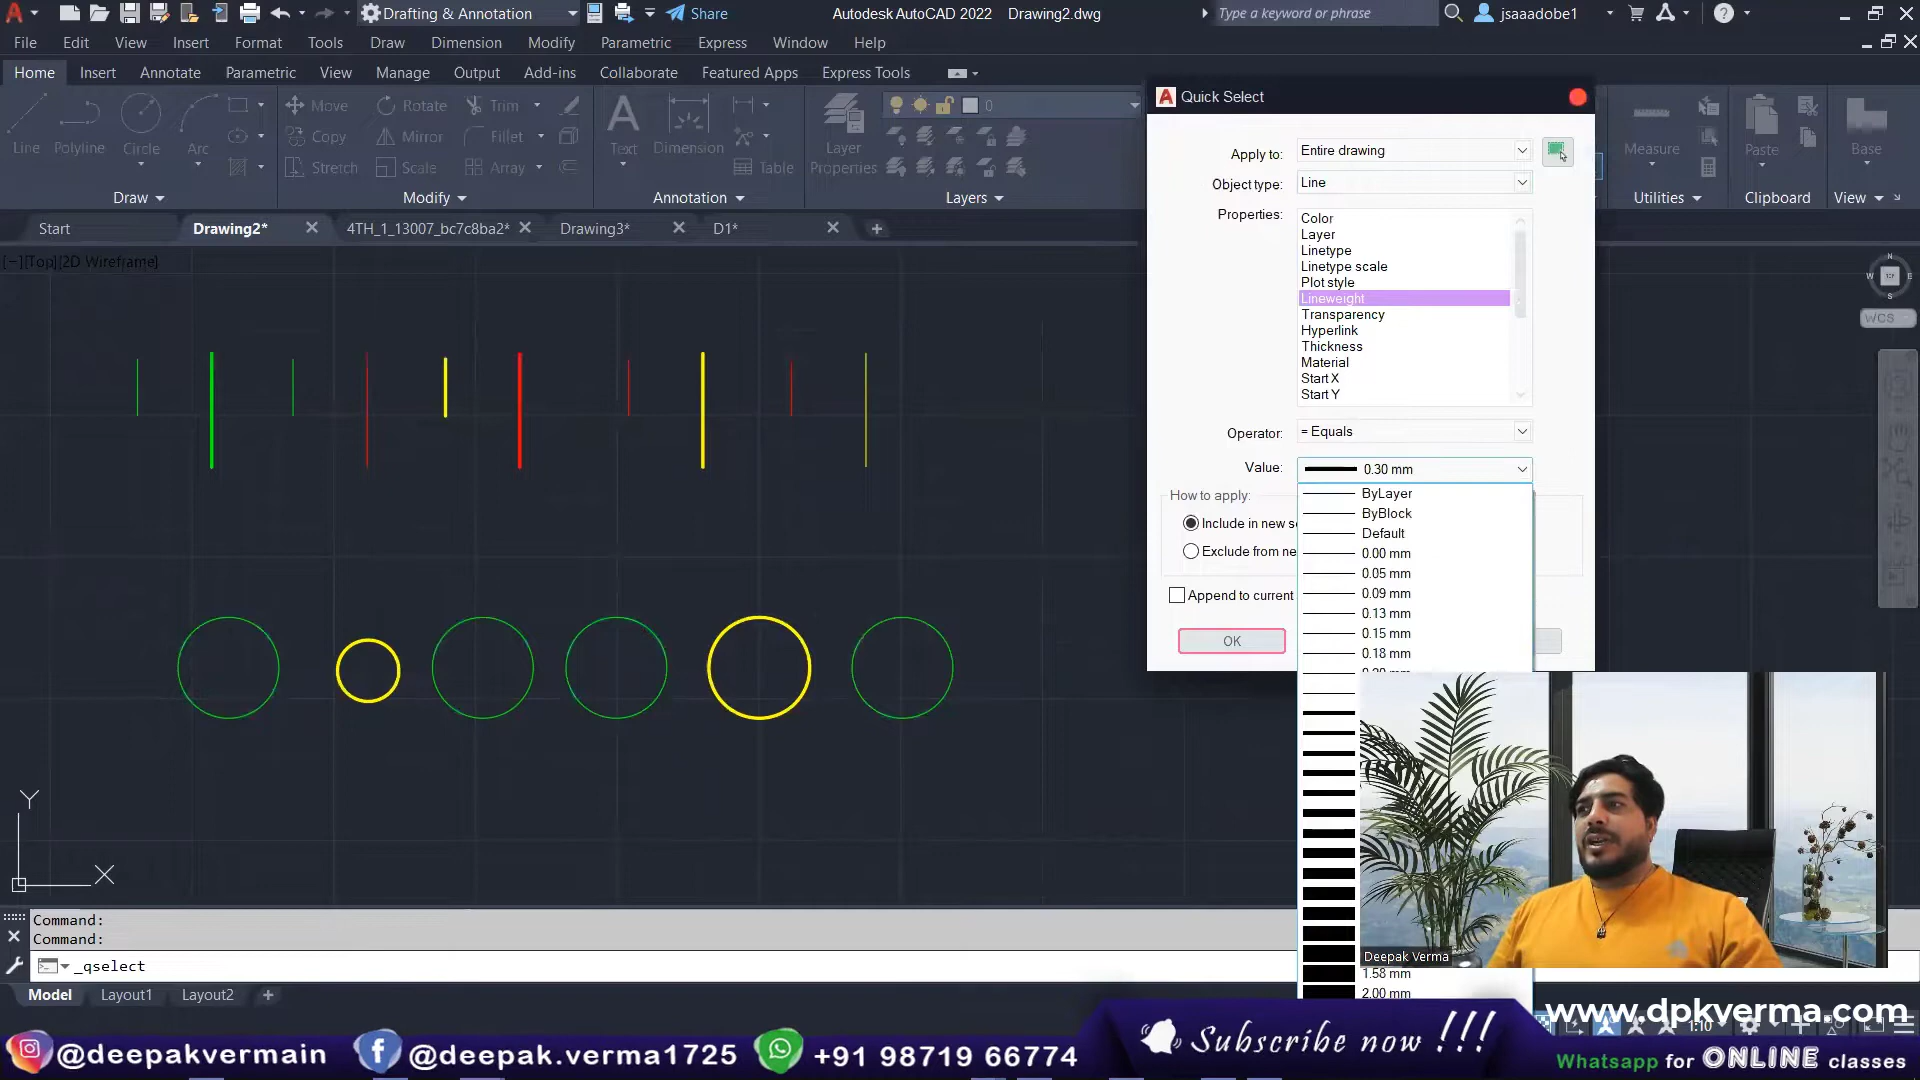 Drafting & Annotation
Share
Autodesk AutoCAD 2022 Drawing2.dwg
Type a keyword or phrase
jsaaadobe1
File Edit View Insert Format Tools Draw Dimension Modify Parametric Express Window Help
Home Insert Annotate Parametric View Manage Output Add-ins Collaborate Featured Apps Express Tools
Line Polyline Circle Arc
Move Rotate Trim
Copy Mirror Fillet
Stretch Scale Array
Text Dimension Table
Layer Properties
0
Measure Paste Base
Draw Modify Annotation Layers Utilities Clipboard View
Start Drawing2* 4TH_1_13007_bc7c8ba2* Drawing3* D1*
[−][Top][2D Wireframe]
N
W TOP E
S
WCS
Quick Select
Apply to: Entire drawing
Object type: Line
Properties:
Color
Layer
Linetype
Linetype scale
Plot style
Lineweight
Transparency
Hyperlink
Thickness
Material
Start X
Start Y
Operator: = Equals
Value: 0.30 mm
How to apply:
Include in new s
Exclude from ne
Append to current
OK
ByLayer
ByBlock
Default
0.00 mm
0.05 mm
0.09 mm
0.13 mm
0.15 mm
0.18 mm
1.58 mm
2.00 mm
Deepak Verma
Y
X
Command:
Command:
_qselect
Model Layout1 Layout2
1:10
www.dpkverma.com
@deepakvermain
@deepak.verma1725
+91 98719 66774
Subscribe now !!!
Whatsapp for ONLINE classes